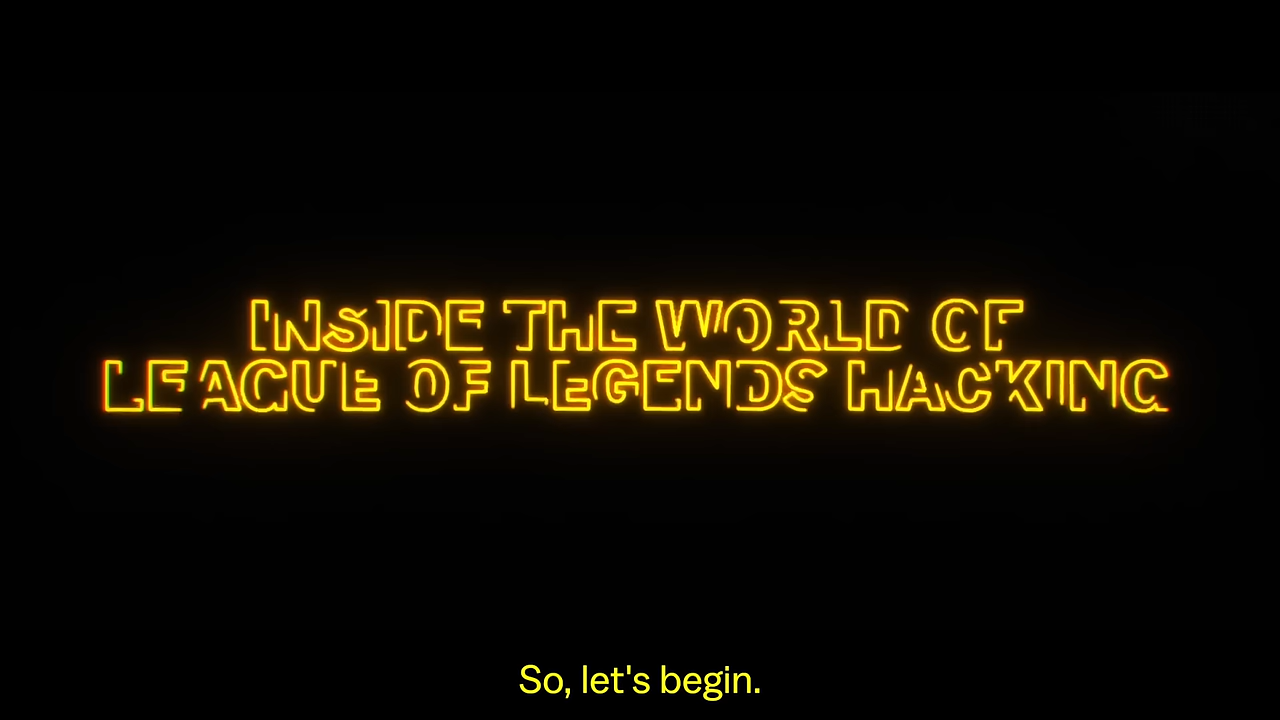 INSIDE THE WORLD OF
LEAGUE OF LEGENDS HACKING
So, let's begin.